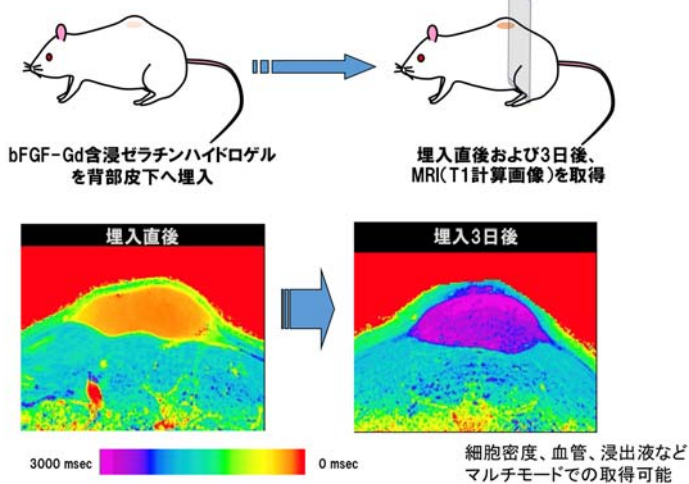 bFGF-Gd含浸ゼラチンハイドロゲル
を背部皮下へ埋入
埋入直後および3日後、
MRI(T1計算画像)を取得
埋入直後
埋入3日後
3000 msec
0 msec
細胞密度、血管、浸出液など
マルチモードでの取得可能